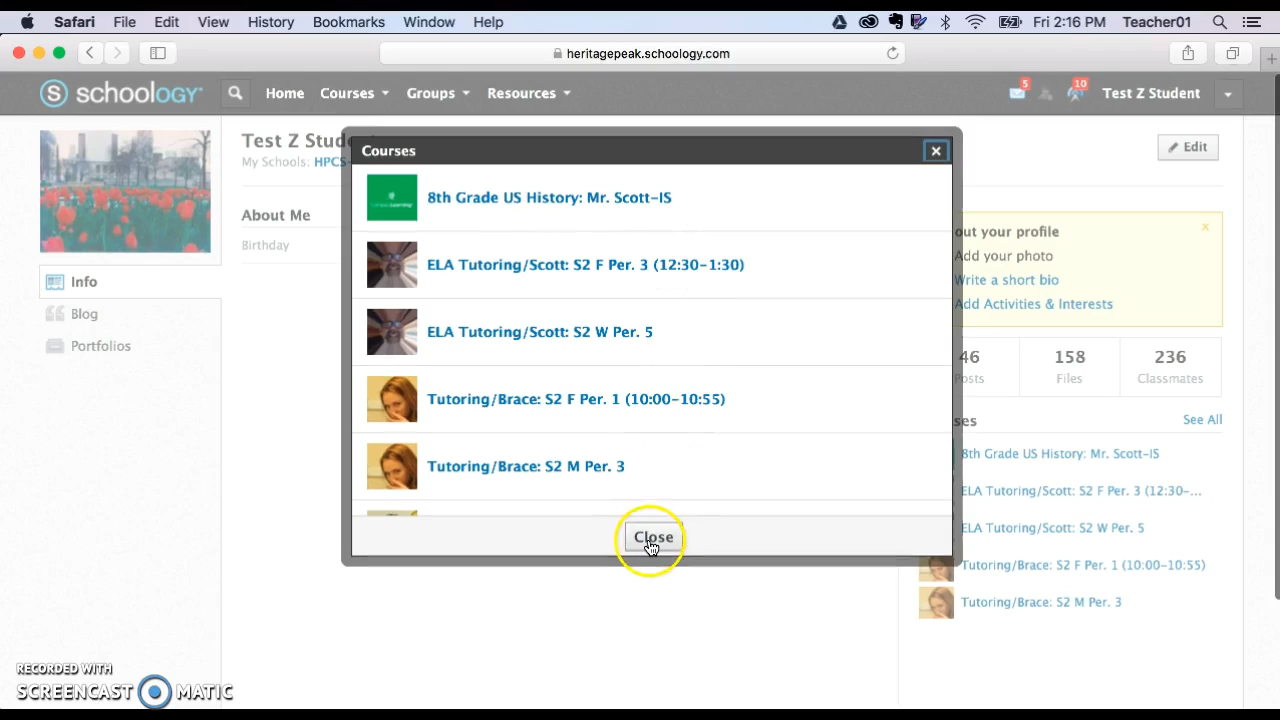 Safari File Edit View History Bookmarks Window Help Fri 2:16 PM Teacher01
heritagepeak.schoology.com
S schoology Home Courses Groups Resources 5 10 Test Z Student
Test Z Stude
My Schools: HPCS
Edit
About Me
Birthday
Info
Blog
Portfolios
Courses
8th Grade US History: Mr. Scott-IS
ELA Tutoring/Scott: S2 F Per. 3 (12:30-1:30)
ELA Tutoring/Scott: S2 W Per. 5
Tutoring/Brace: S2 F Per. 1 (10:00-10:55)
Tutoring/Brace: S2 M Per. 3
Close
out your profile
Add your photo
Write a short bio
Add Activities & Interests
46 158 236
Posts Files Classmates
ses See All
8th Grade US History: Mr. Scott-IS
ELA Tutoring/Scott: S2 F Per. 3 (12:30-...
ELA Tutoring/Scott: S2 W Per. 5
Tutoring/Brace: S2 F Per. 1 (10:00-10:55)
Tutoring/Brace: S2 M Per. 3
RECORDED WITH
SCREENCAST MATIC